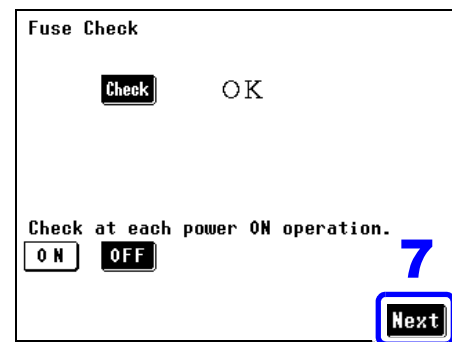 Fuse Check
Check OK
Check at each power ON operation.
ON OFF
7
Next